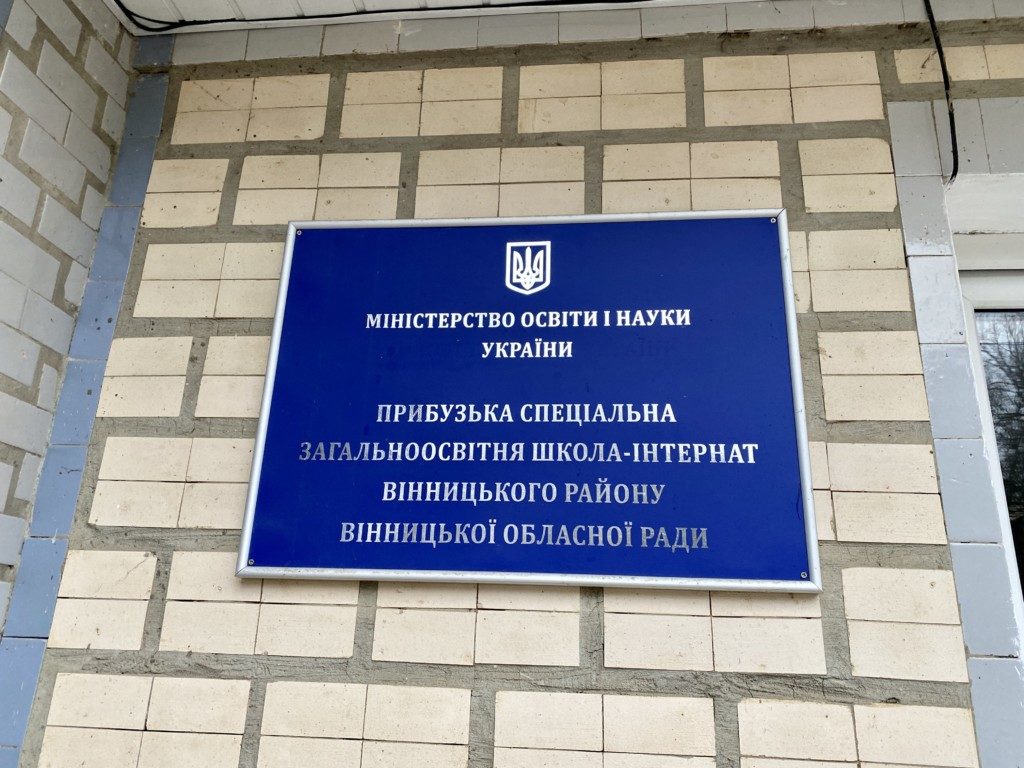 МІНІСТЕРСТВО ОСВІТИ І НАУКИ
УКРАЇНИ
ПРИБУЗЬКА СПЕЦІАЛЬНА
ЗАГАЛЬНООСВІТНЯ ШКОЛА-ІНТЕРНАТ
ВІННИЦЬКОГО РАЙОНУ
ВІННИЦЬКОЇ ОБЛАСНОЇ РАДИ